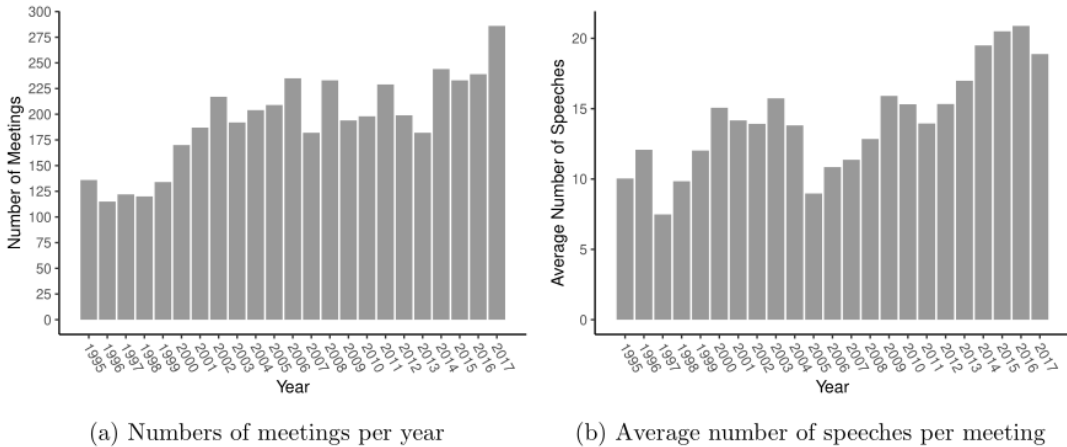 300
275
250
225
200
175
150
125
100
75
50
25
0
Number of Meetings
1995 1996 1997 1998 1999 2000 2001 2002 2003 2004 2005 2006 2007 2008 2009 2010 2011 2012 2013 2014 2015 2016 2017
Year
(a) Numbers of meetings per year
20
15
10
5
0
Average Number of Speeches
1995 1996 1997 1998 1999 2000 2001 2002 2003 2004 2005 2006 2007 2008 2009 2010 2011 2012 2013 2014 2015 2016 2017
Year
(b) Average number of speeches per meeting